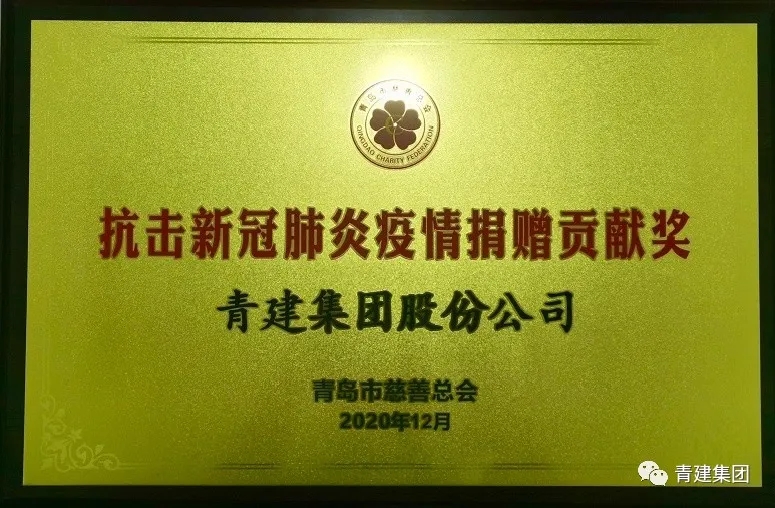 青岛市慈善总会
QINGDAO CHARITY FEDERATION
抗击新冠肺炎疫情捐赠贡献奖
青建集团股份公司
青岛市慈善总会
2020年12月
青建集团